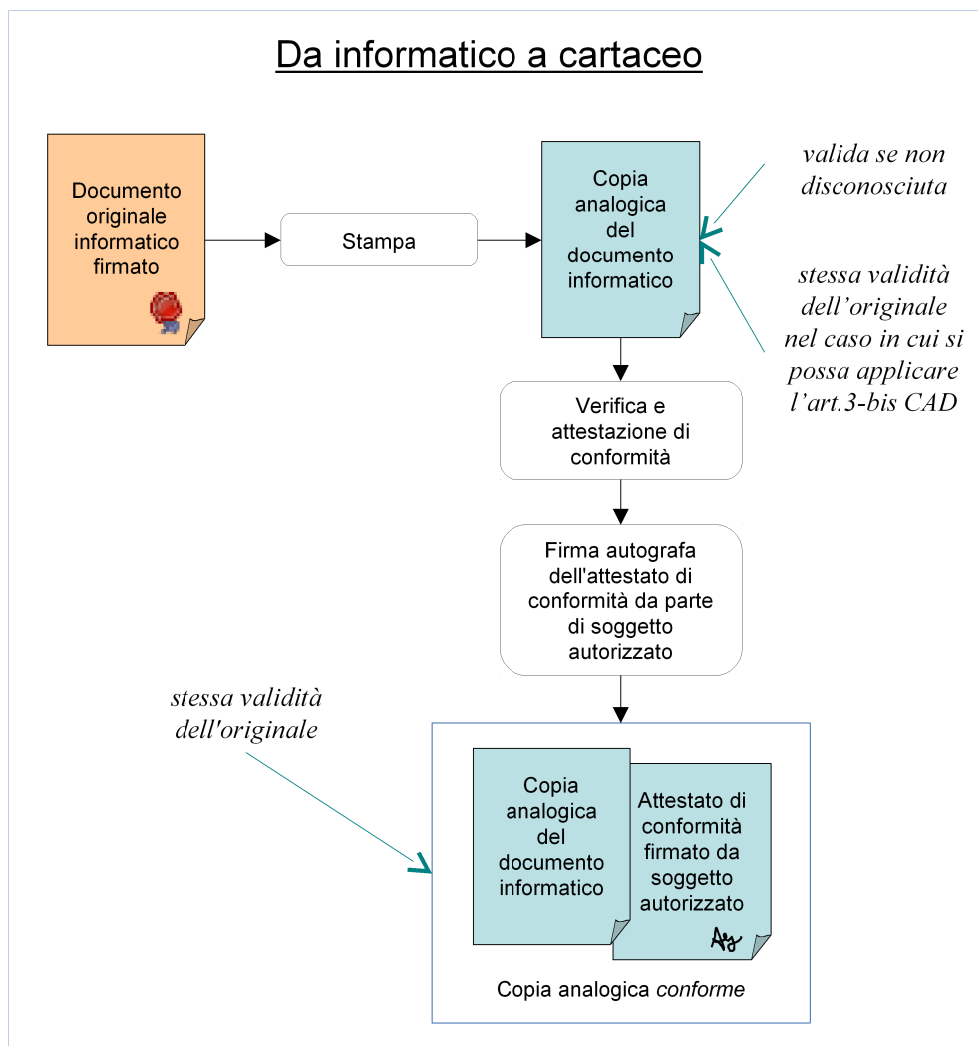 Da informatico a cartaceo
Documento
originale
informatico
firmato
Stampa
Copia
analogica
del
documento
informatico
valida se non
disconosciuta
stessa validità
dell’originale
nel caso in cui si
possa applicare
l’art.3-bis CAD
Verifica e
attestazione di
conformità
Firma autografa
dell'attestato di
conformità da parte
di soggetto
autorizzato
stessa validità
dell'originale
Copia
analogica
del
documento
informatico
Attestato di
conformità
firmato da
soggetto
autorizzato
Copia analogica conforme